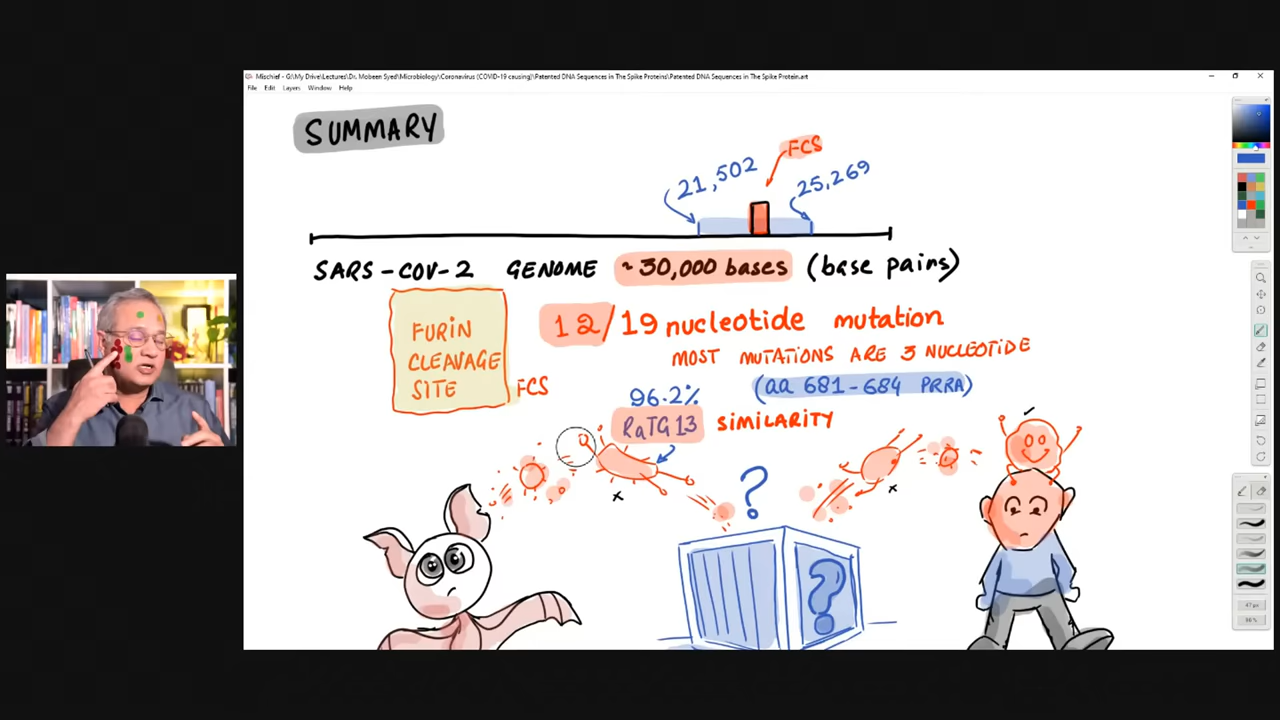 Mischief - G:\My Drive\Lectures\Dr. Mobeen Syed\Microbiology\Coronavirus (COVID-19 causing)\Patented DNA Sequences in The Spike Proteins\Patented DNA Sequences in The Spike Protein.art
File Edit Layers Window Help
SUMMARY
FCS
21,502
25,269
SARS-COV-2 GENOME ~30,000 bases (base pairs)
FURIN
CLEAVAGE
SITE
FCS
12/19 nucleotide mutation
MOST MUTATIONS ARE 3 NUCLEOTIDE
(aa 681-684 PRRA)
96.2%
RaTG13 SIMILARITY
?
?
47 px
98%